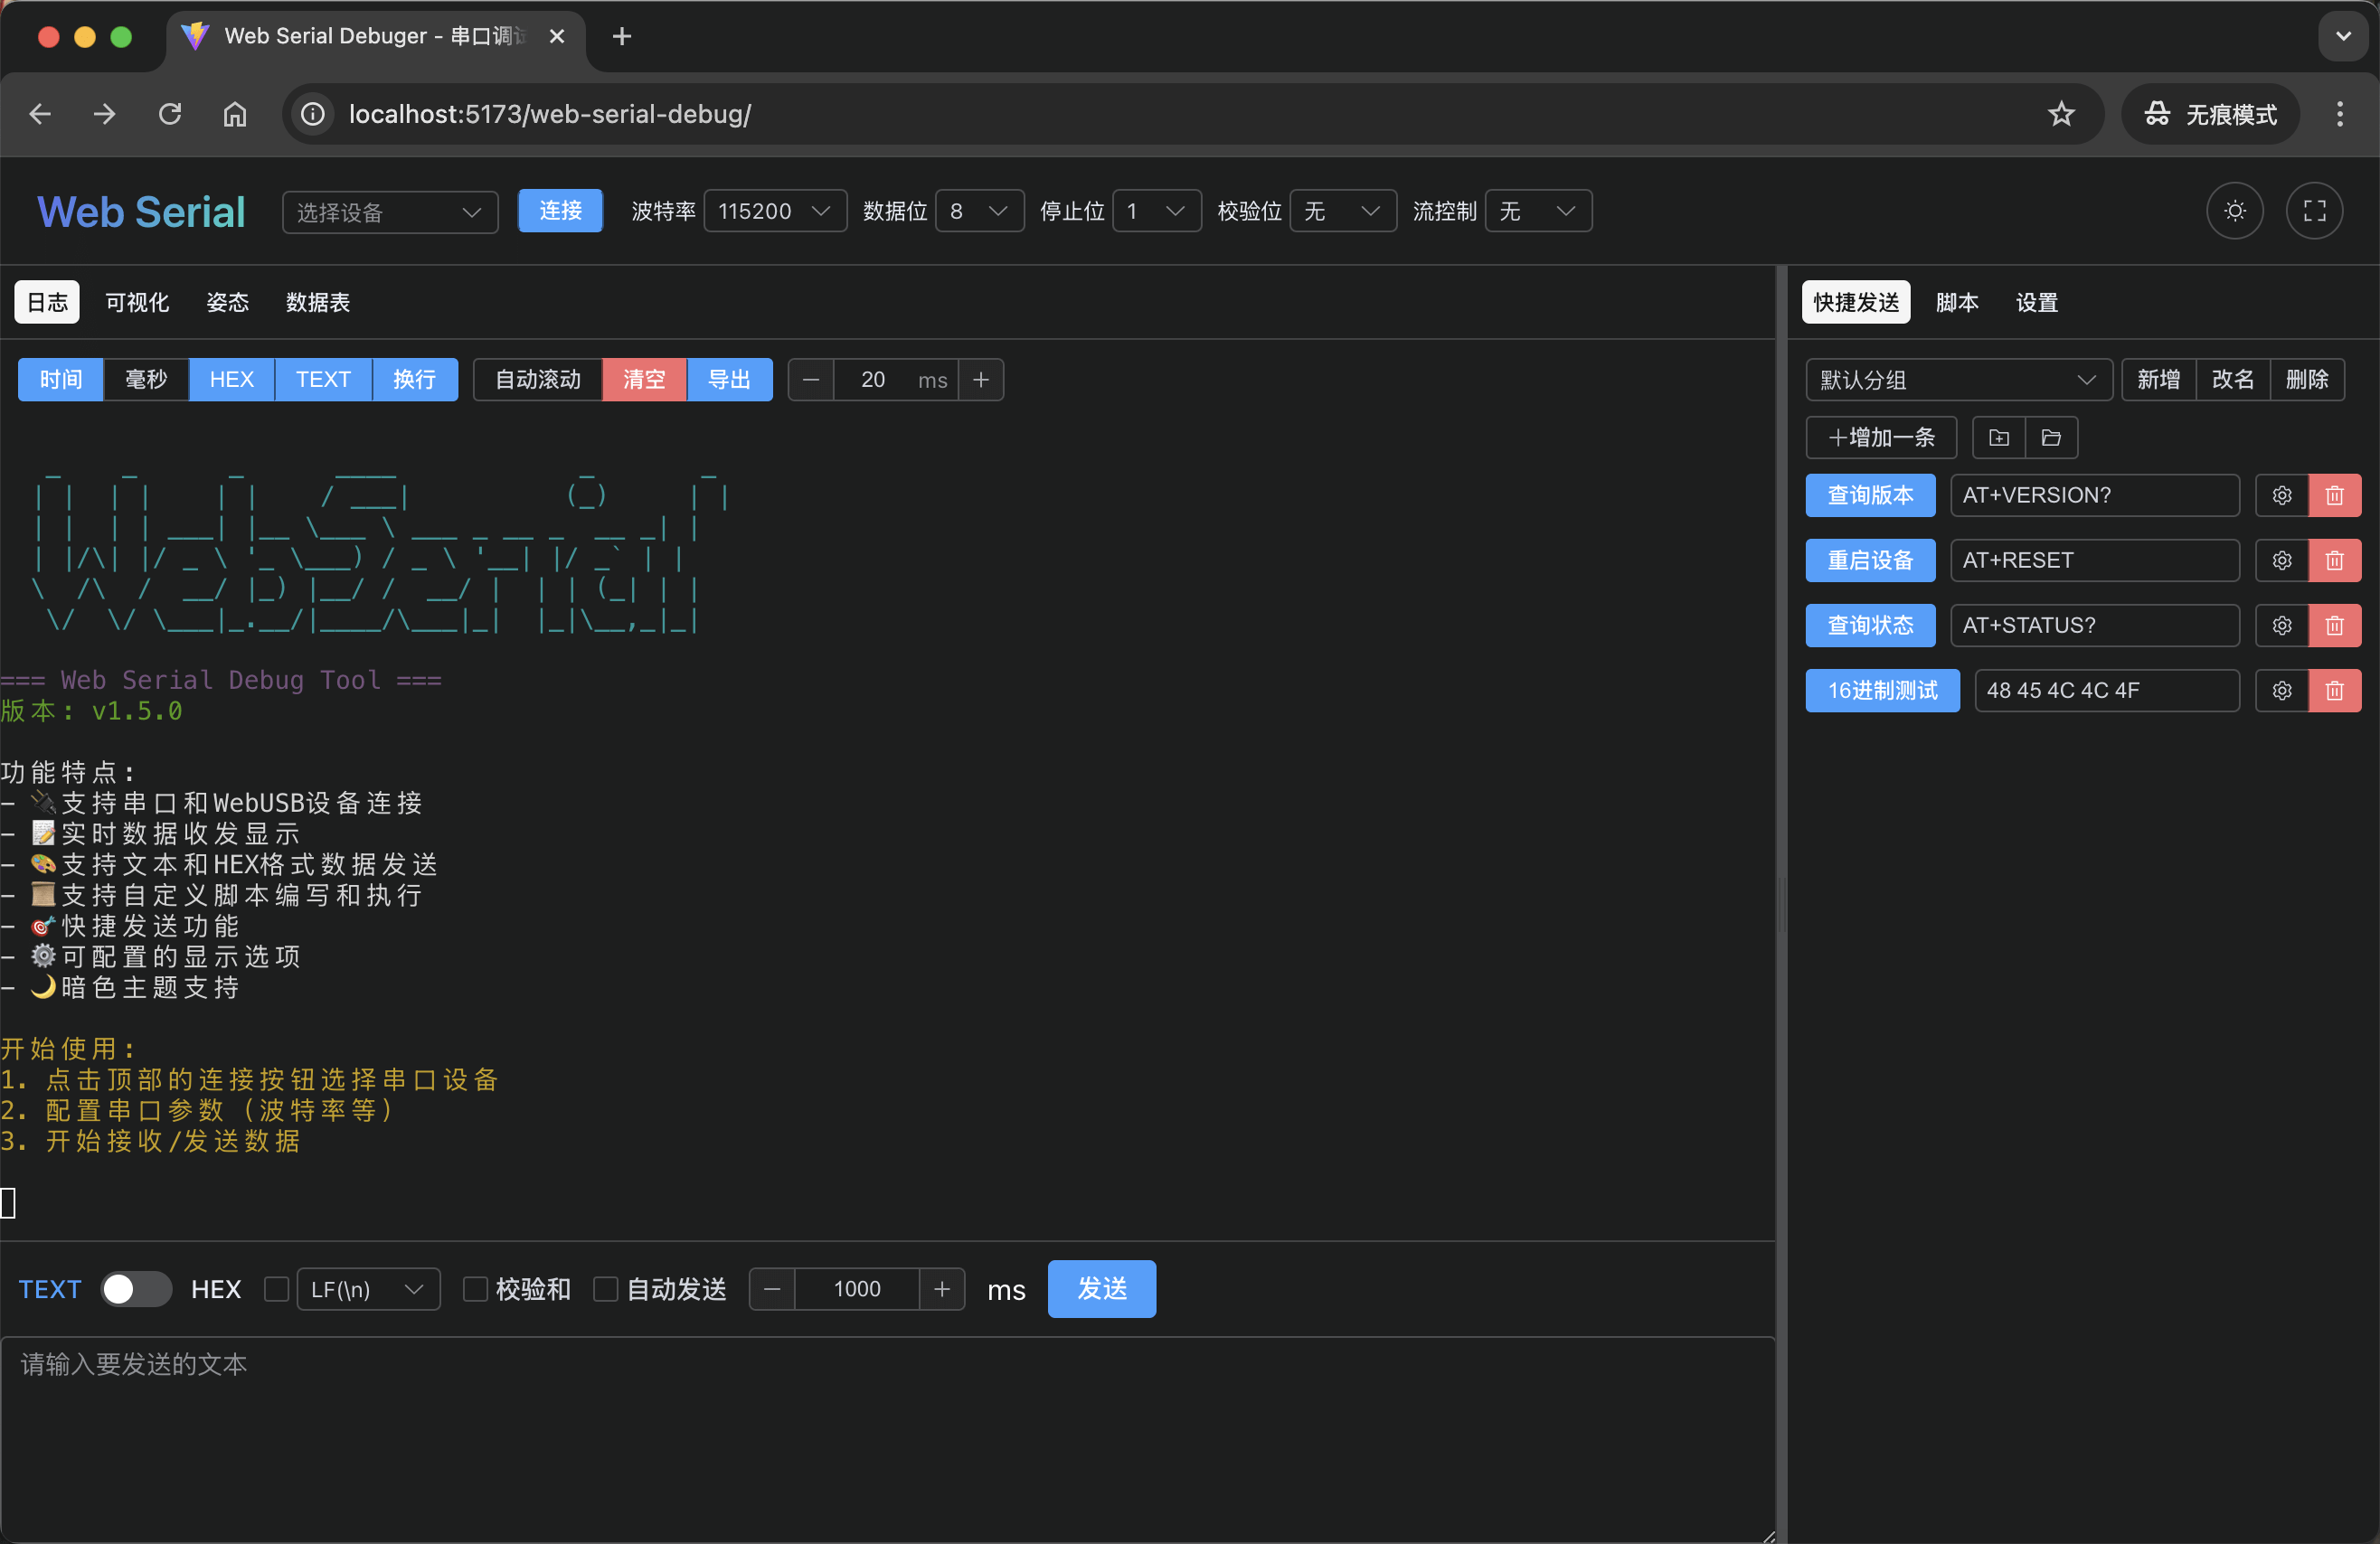 Web Serial Debuger - 串口调
localhost:5173/web-serial-debug/
无痕模式
Web Serial
选择设备
连接
波特率 115200
数据位 8
停止位 1
校验位 无
流控制 无
日志 可视化 姿态 数据表
时间 毫秒 HEX TEXT 换行 自动滚动 清空 导出 20 ms
WebSerial
=== Web Serial Debug Tool ===
版本: v1.5.0
功能特点:
- 🔌支持串口和WebUSB设备连接
- 📝实时数据收发显示
- 🎨支持文本和HEX格式数据发送
- 📜支持自定义脚本编写和执行
- 🎯快捷发送功能
- ⚙️可配置的显示选项
- 🌙暗色主题支持
开始使用:
1. 点击顶部的连接按钮选择串口设备
2. 配置串口参数（波特率等）
3. 开始接收/发送数据
TEXT HEX LF(\n) 校验和 自动发送 1000 ms 发送
请输入要发送的文本
快捷发送 脚本 设置
默认分组 新增 改名 删除
+增加一条
查询版本 AT+VERSION?
重启设备 AT+RESET
查询状态 AT+STATUS?
16进制测试 48 45 4C 4C 4F